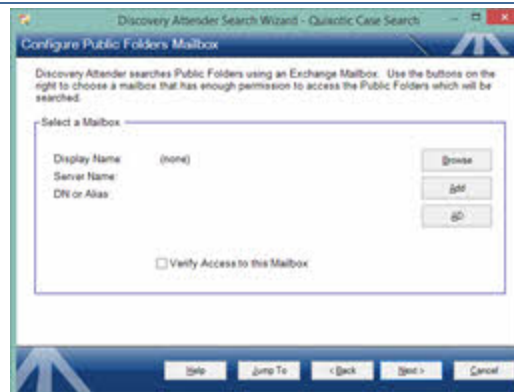 Discovery Attender Search Wizard - Quixotic Case Search
Configure Public Folders Mailbox
Discovery Attender searches Public Folders using an Exchange Mailbox. Use the buttons on the
right to choose a mailbox that has enough permission to access the Public Folders which will be
searched.
Select a Mailbox
Display Name: (none)
Browse
Server Name:
Add
DN or Alias:
AD
Verify Access to this Mailbox
Help Jump To < Back Next > Cancel